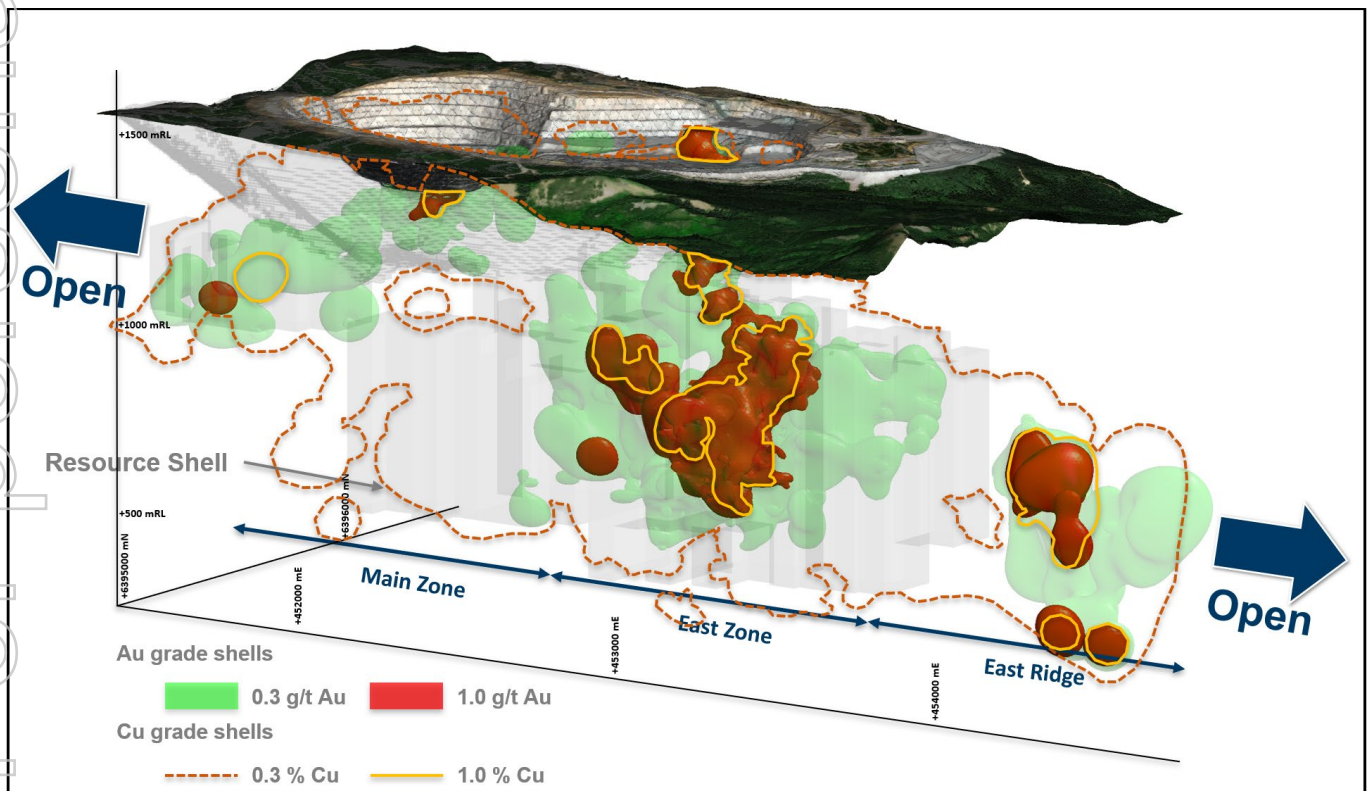 +1500 mRL
Open
+1000 mRL
Resource Shell
+500 mRL
+6396000 mN
+6395000 mN
+452000 mE
Main Zone
+453000 mE
East Zone
+454000 mE
East Ridge
Open
Au grade shells
0.3 g/t Au
1.0 g/t Au
Cu grade shells
0.3 % Cu
1.0 % Cu